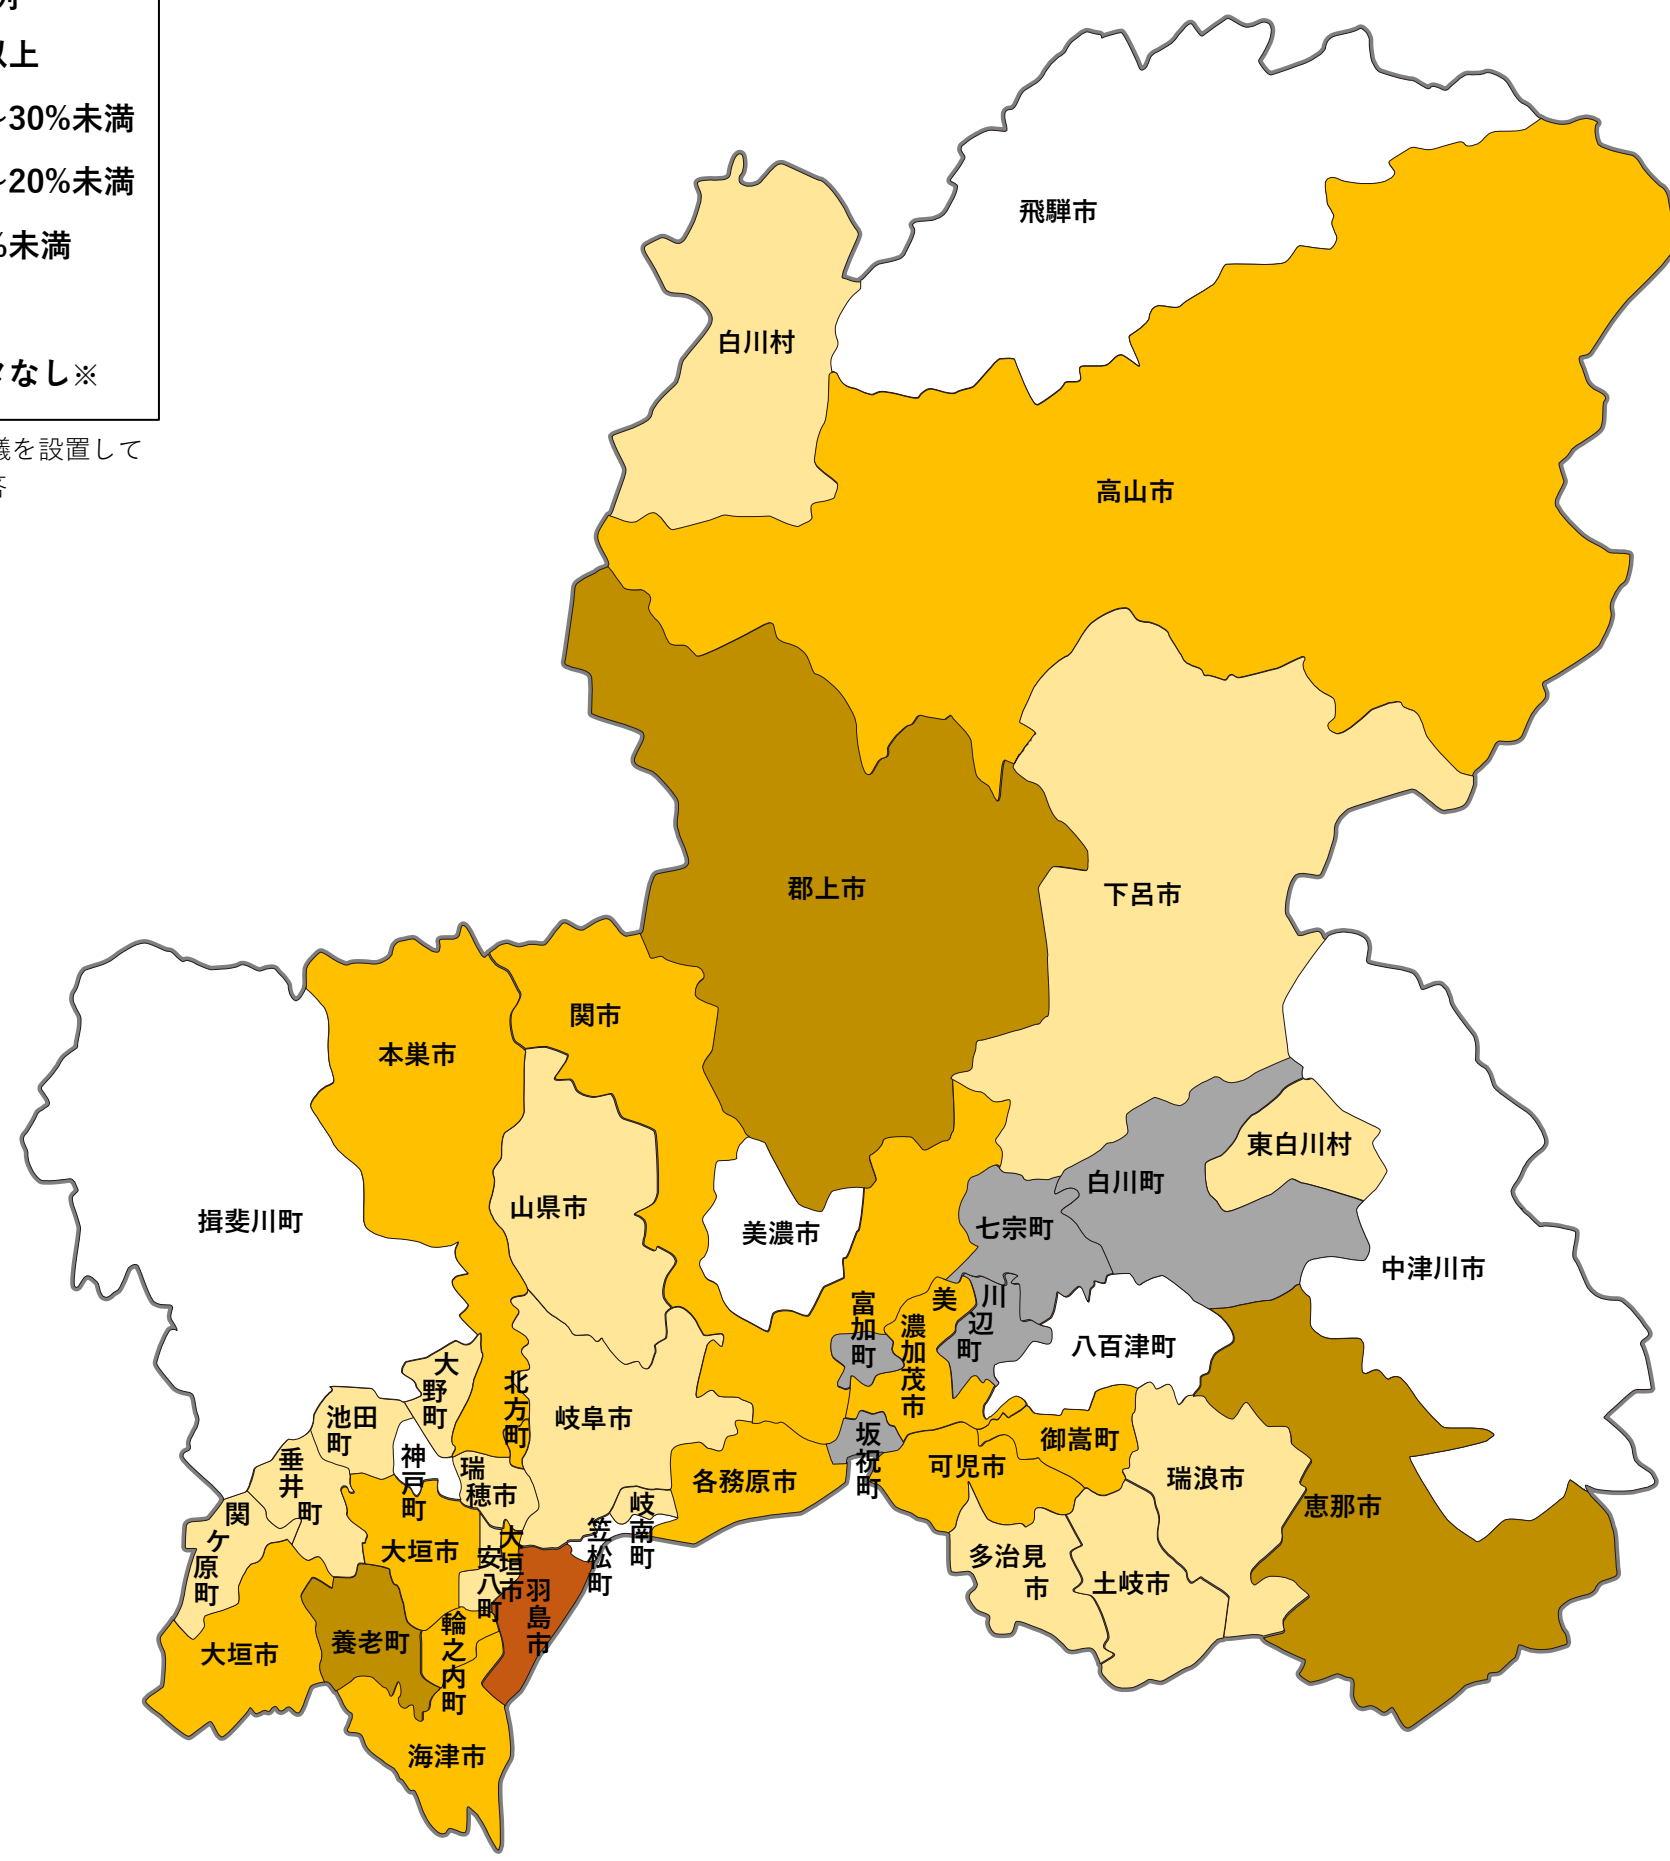 以上
~30%未満
~20%未満
%未満
なし※
議を設置して
飛騨市
白川村
高山市
郡上市
下呂市
関市
本巣市
山県市
美濃市
揖斐川町
東白川村
白川町
七宗町
中津川市
川辺町
八百津町
富加町
美濃加茂市
大野町
北方町
岐阜市
池田町
神戸町
垂井町
瑞穂市
各務原市
坂祝町
可児市
御嵩町
瑞浪市
恵那市
関ケ原町
大垣市
安八町
大垣市
笠松町
岐南町
多治見市
土岐市
羽島市
大垣市
養老町
輪之内町
海津市